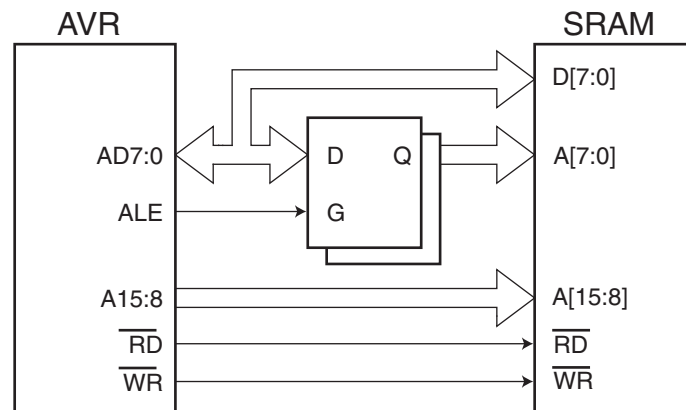 AVR
SRAM
D[7:0]
AD7:0
D
Q
A[7:0]
ALE
G
A15:8
A[15:8]
RD
RD
WR
WR